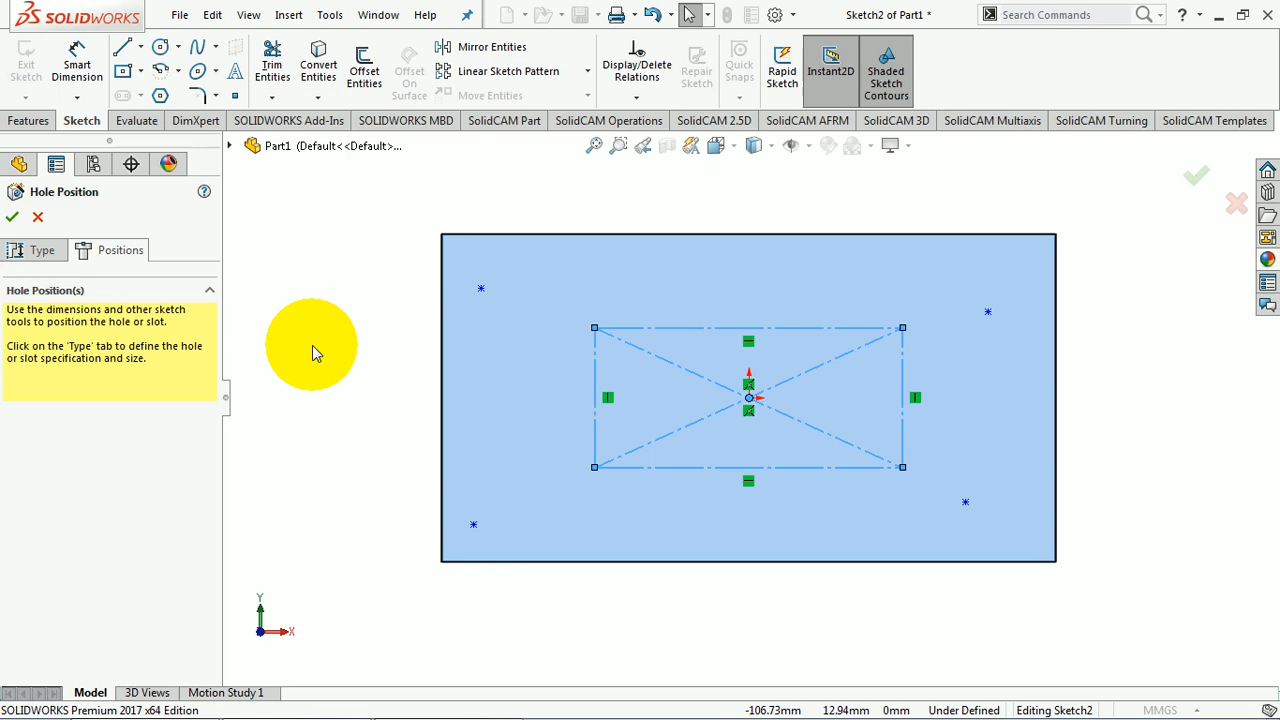 SOLIDWORKS
File Edit View Insert Tools Window Help
Sketch2 of Part1 *
Search Commands
?
Exit Sketch
Smart Dimension
Trim Entities
Convert Entities
Offset Entities
Offset On Surface
Mirror Entities
Linear Sketch Pattern
Move Entities
Display/Delete Relations
Repair Sketch
Quick Snaps
Rapid Sketch
Instant2D
Shaded Sketch Contours
Features Sketch Evaluate DimXpert SOLIDWORKS Add-Ins SOLIDWORKS MBD SolidCAM Part SolidCAM Operations SolidCAM 2.5D SolidCAM AFRM SolidCAM 3D SolidCAM Multiaxis SolidCAM Turning SolidCAM Templates
Part1 (Default<<Default>...
Hole Position
?
Type Positions
Hole Position(s)
Use the dimensions and other sketch
tools to position the hole or slot.
Click on the 'Type' tab to define the hole
or slot specification and size.
Y
X
Model 3D Views Motion Study 1
SOLIDWORKS Premium 2017 x64 Edition
-106.73mm 12.94mm 0mm Under Defined Editing Sketch2 MMGS